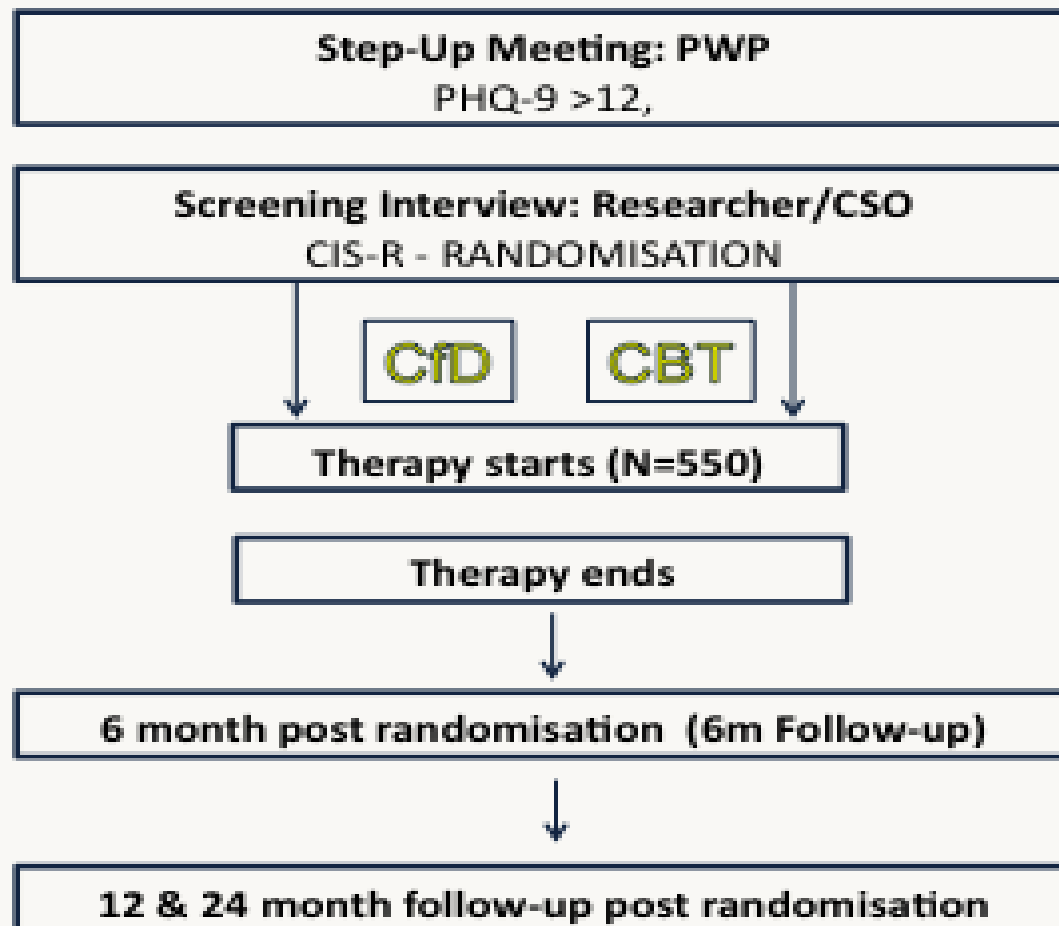 Step-Up Meeting: PWP
PHQ-9 >12,
Screening Interview: Researcher/CSO
CIS-R - RANDOMISATION
CfD CBT
Therapy starts (N=550)
Therapy ends
6 month post randomisation (6m Follow-up)
12 & 24 month follow-up post randomisation